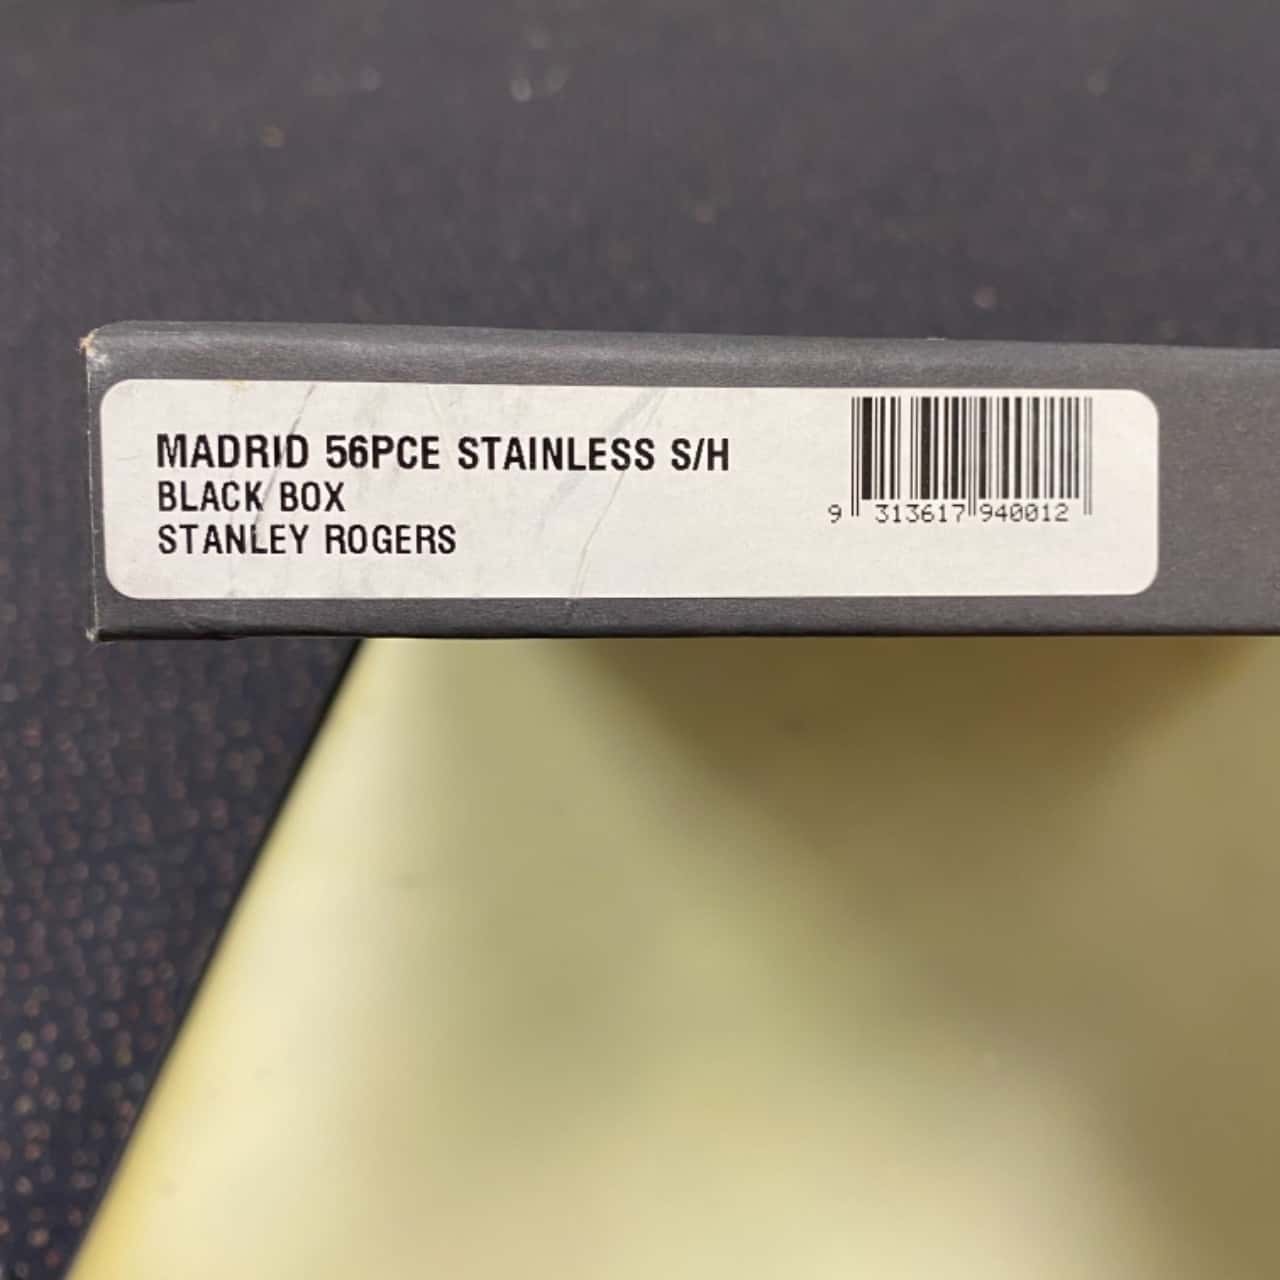 MADRID 56PCE STAINLESS S/H
BLACK BOX
STANLEY ROGERS
9 313617 940012